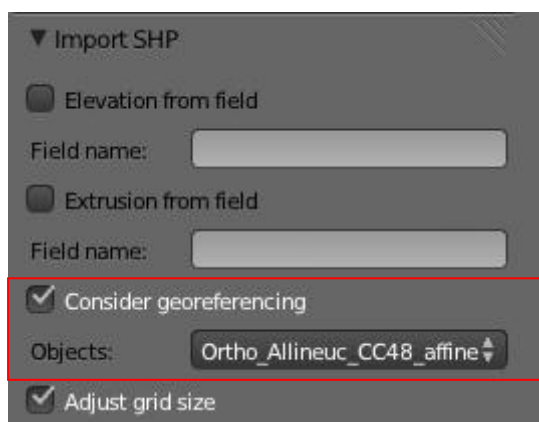 Import SHP
Elevation from field
Field name:
Extrusion from field
Field name:
Consider georeferencing
Objects: Ortho_Allineuc_CC48_affine
Adjust grid size